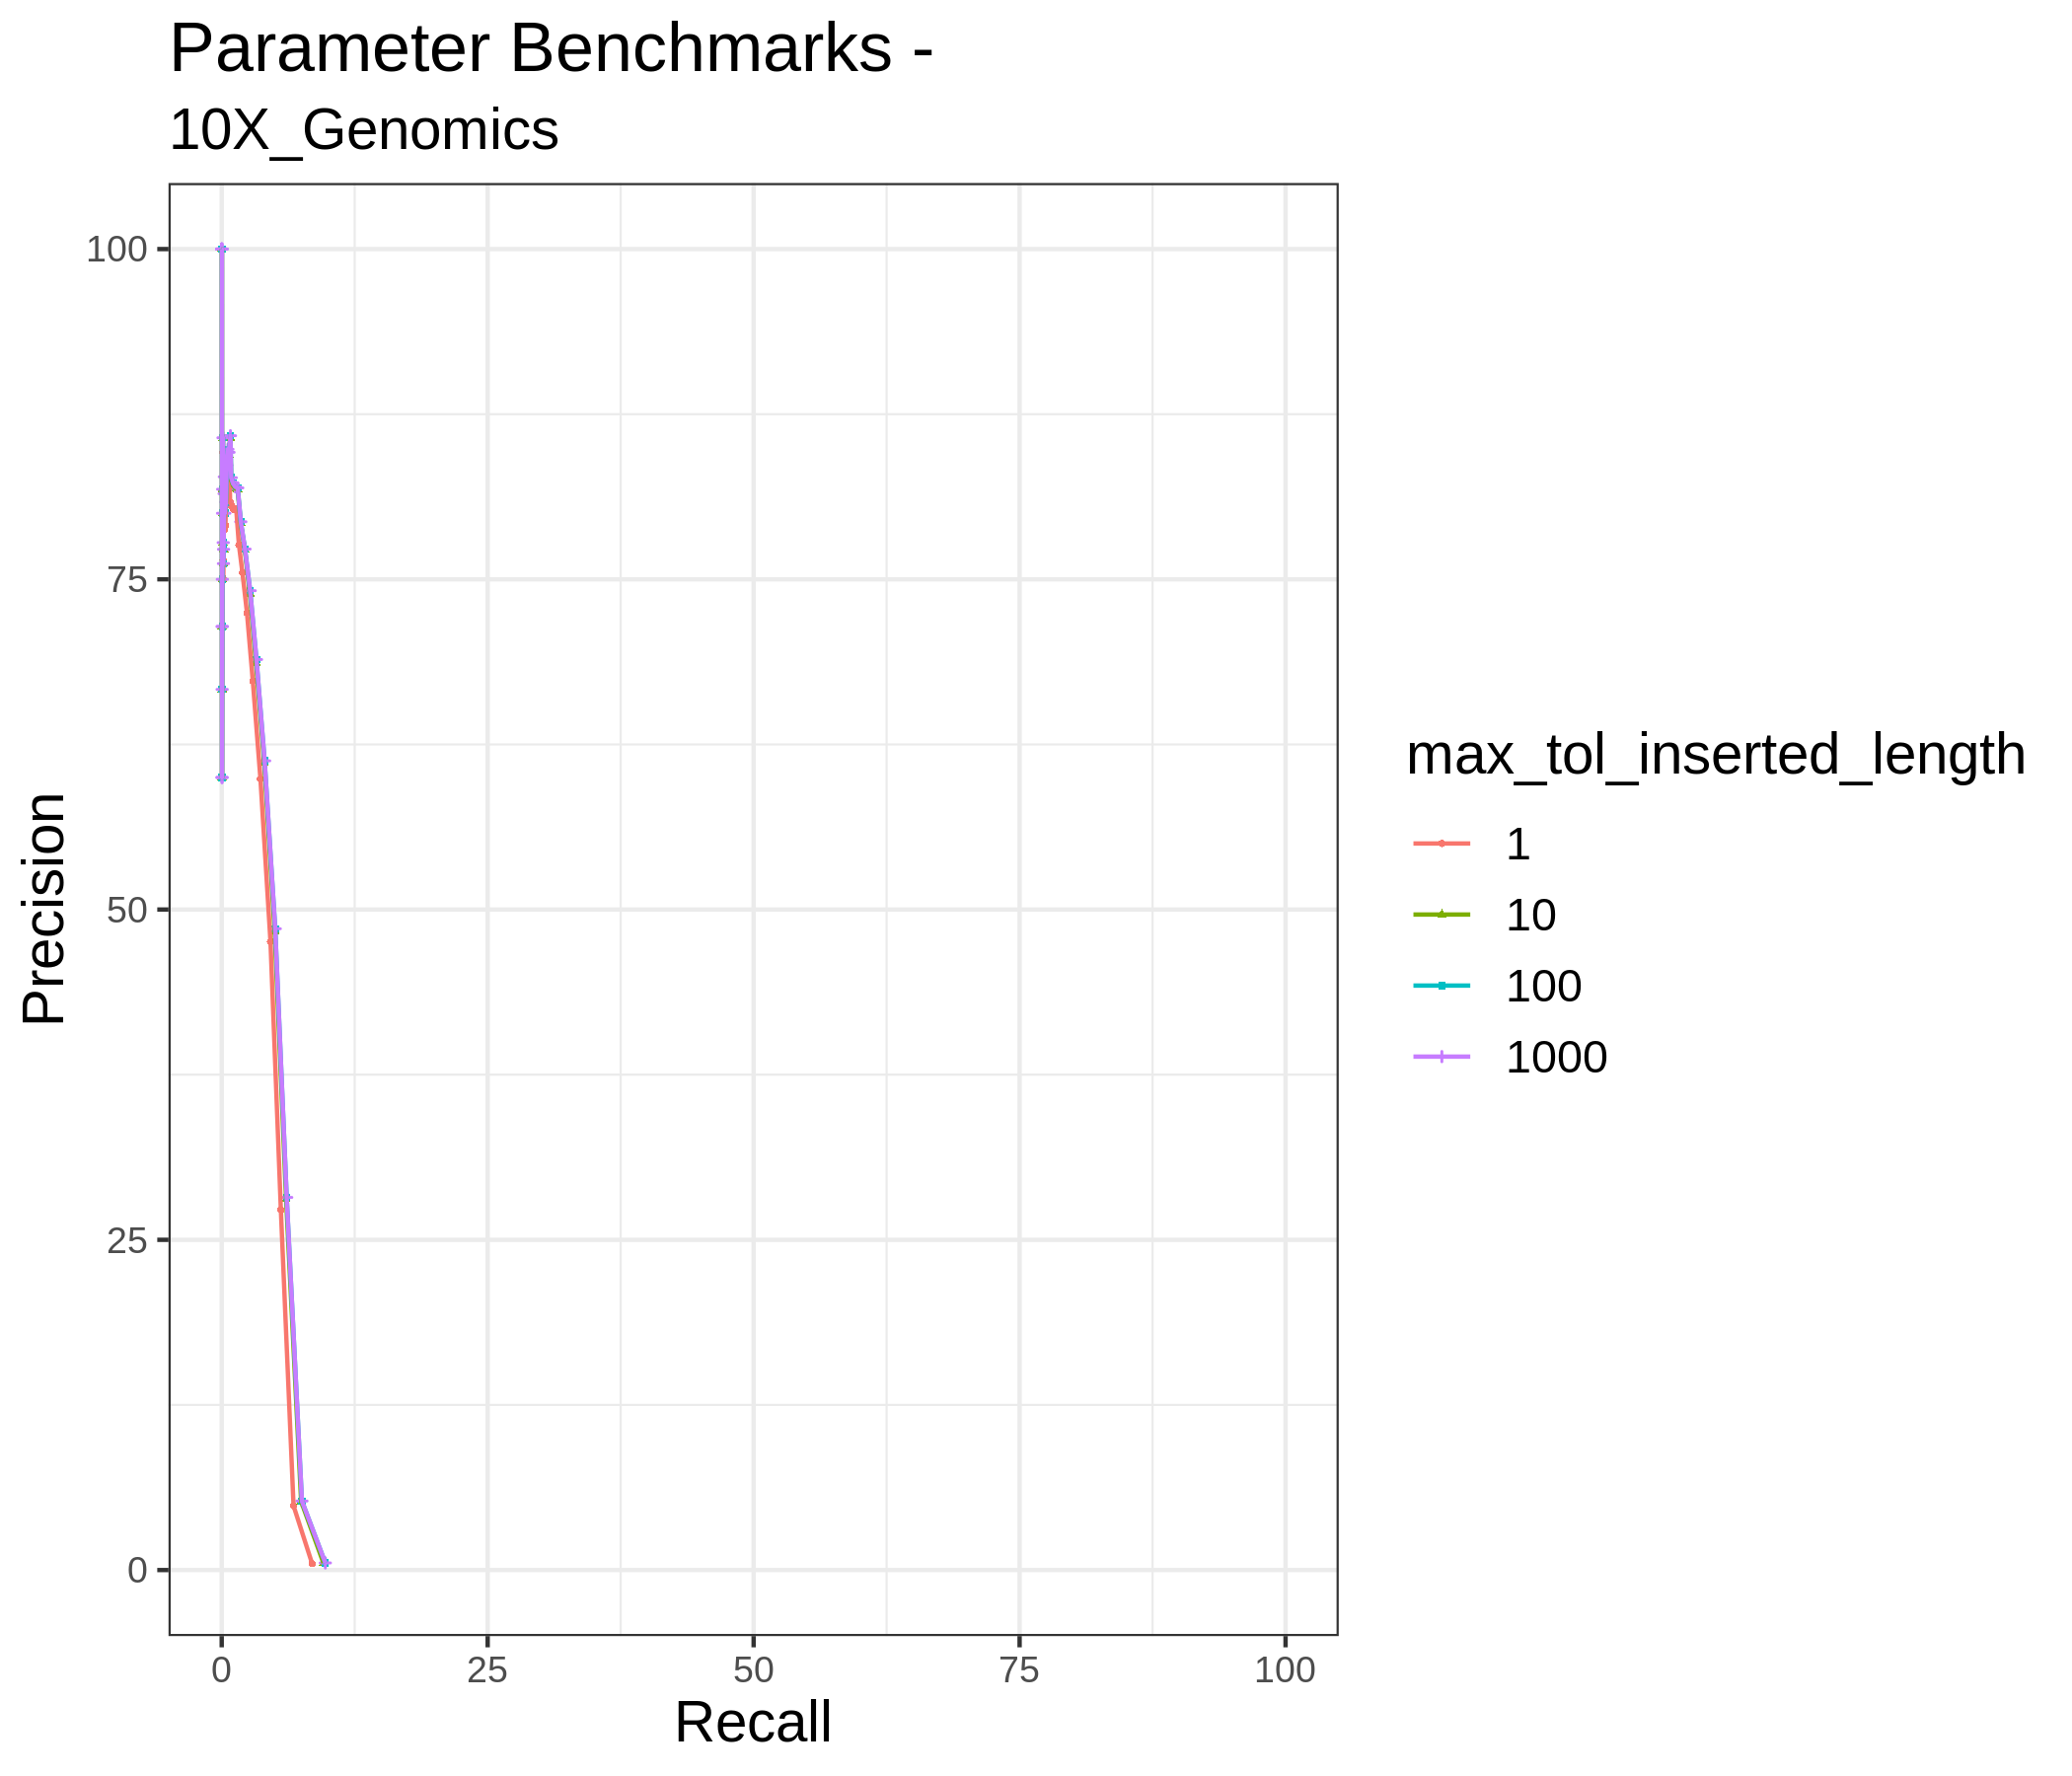 Parameter Benchmarks -
10X_Genomics
100
75
50
25
0
Precision
0 25 50 75 100
Recall
max_tol_inserted_length
1
10
100
1000